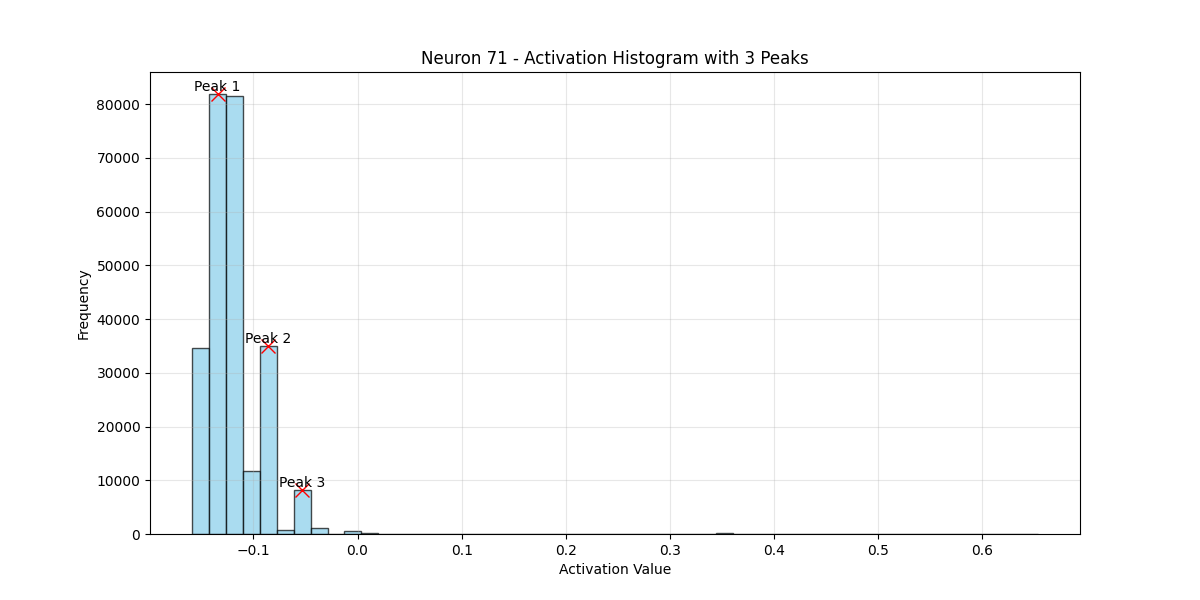 Neuron 71 - Activation Histogram with 3 Peaks
Peak 1
Peak 2
Peak 3
80000
70000
60000
50000
40000
30000
20000
10000
0
Frequency
−0.1 0.0 0.1 0.2 0.3 0.4 0.5 0.6
Activation Value